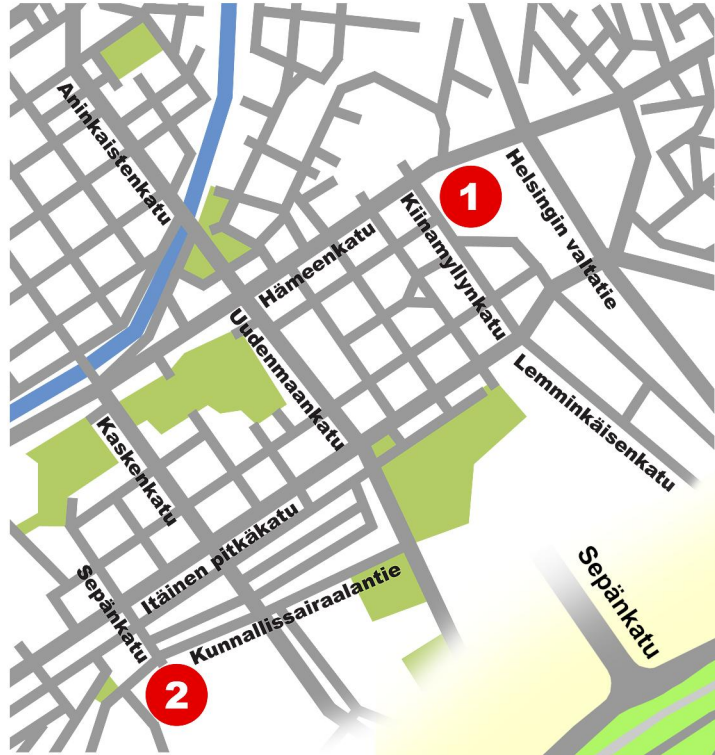 Aninkaistenkatu
1
Helsingin valtatie
Kiinamyllynkatu
Hämeenkatu
Uudenmaankatu
Lemminkäisenkatu
Kaskenkatu
Itäinen pitkäkatu
Sepänkatu
Kunnallissairaalantie
Sepänkatu
2